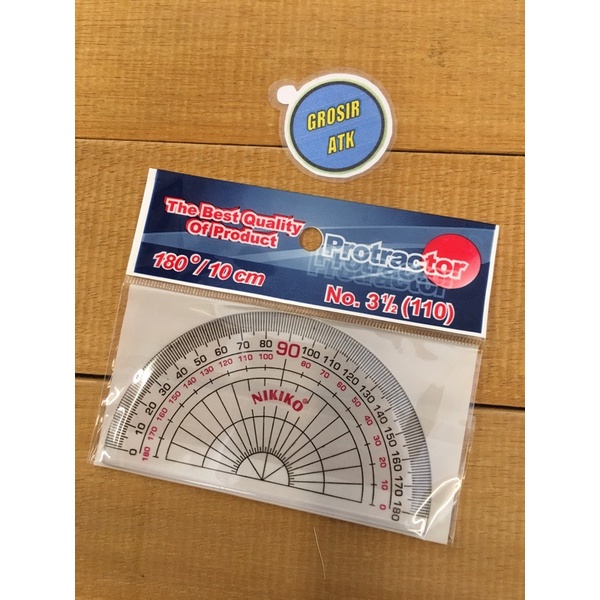 GROSIR
ATK
The Best Quality
Of Product
180°/10 cm
Protractor
No. 3½ (110)
0 10 20 30 40 50 60 70 80 90 100 110 120 130 140 150 160 170 180
180 170 160 150 140 130 120 110 100 80 70 60 50 40 30 20 10 0
NIKIKO®